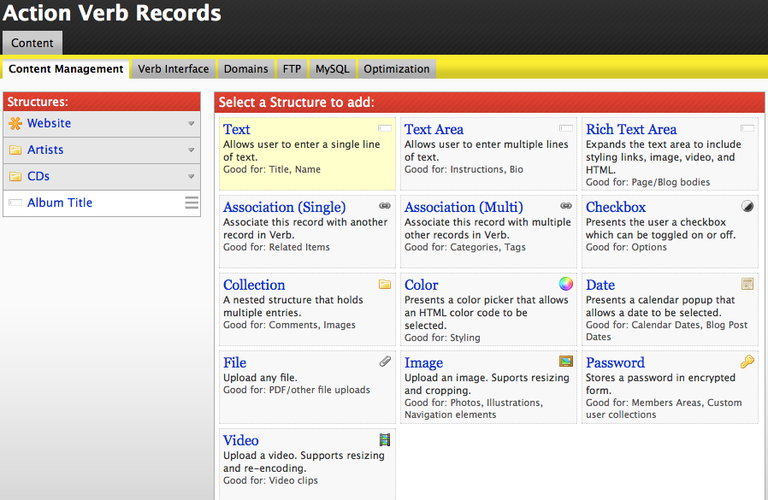 Action Verb Records
Content
Content Management Verb Interface Domains FTP MySQL Optimization
Structures:
Website
Artists
CDs
Album Title
Select a Structure to add:
Text
Allows user to enter a single line
of text.
Good for: Title, Name
Text Area
Allows user to enter multiple lines
of text.
Good for: Instructions, Bio
Rich Text Area
Expands the text area to include
styling links, image, video, and
HTML.
Good for: Page/Blog bodies
Association (Single)
Associate this record with another
record in Verb.
Good for: Related Items
Association (Multi)
Associate this record with multiple
other records in Verb.
Good for: Categories, Tags
Checkbox
Presents the user a checkbox
which can be toggled on or off.
Good for: Options
Collection
A nested structure that holds
multiple entries.
Good for: Comments, Images
Color
Presents a color picker that allows
an HTML color code to be
selected.
Good for: Styling
Date
Presents a calendar popup that
allows a date to be selected.
Good for: Calendar Dates, Blog Post
Dates
File
Upload any file.
Good for: PDF/other file uploads
Image
Upload an image. Suports resizing
and cropping.
Good for: Photos, Illustrations,
Navigation elements
Password
Stores a password in encrypted
form.
Good for: Members Areas, Custom
user collections
Video
Upload a video. Supports resizing
and re-encoding.
Good for: Video clips